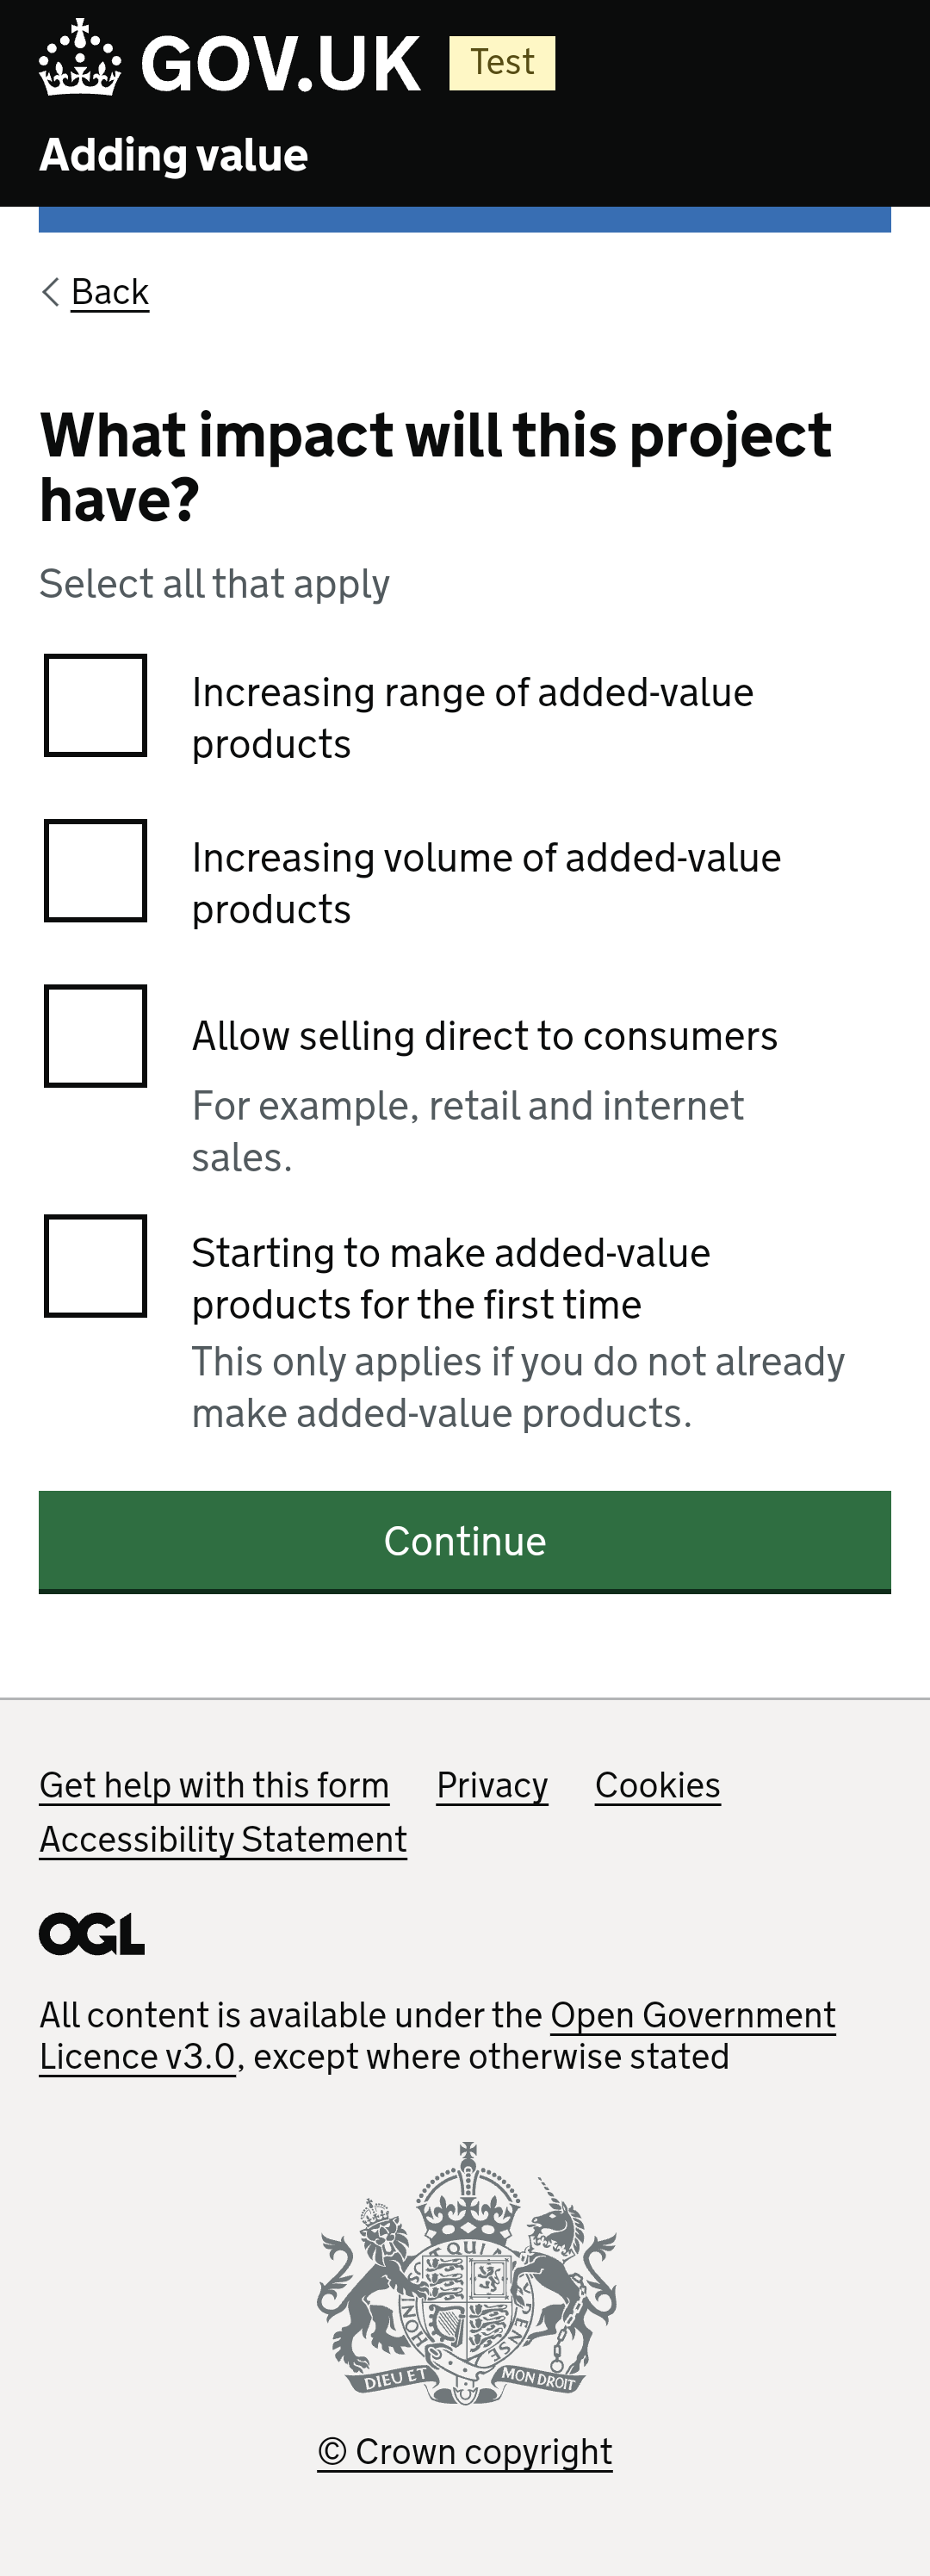 GOV.UK Test
Adding value
Back
What impact will this project
have?
Select all that apply
Increasing range of added-value
products
Increasing volume of added-value
products
Allow selling direct to consumers
For example, retail and internet
sales.
Starting to make added-value
products for the first time
This only applies if you do not already
make added-value products.
Continue
Get help with this form Privacy Cookies
Accessibility Statement
OGL
All content is available under the Open Government
Licence v3.0, except where otherwise stated
QUI
HONI
ENSE
DIEU ET MON DROIT
© Crown copyright